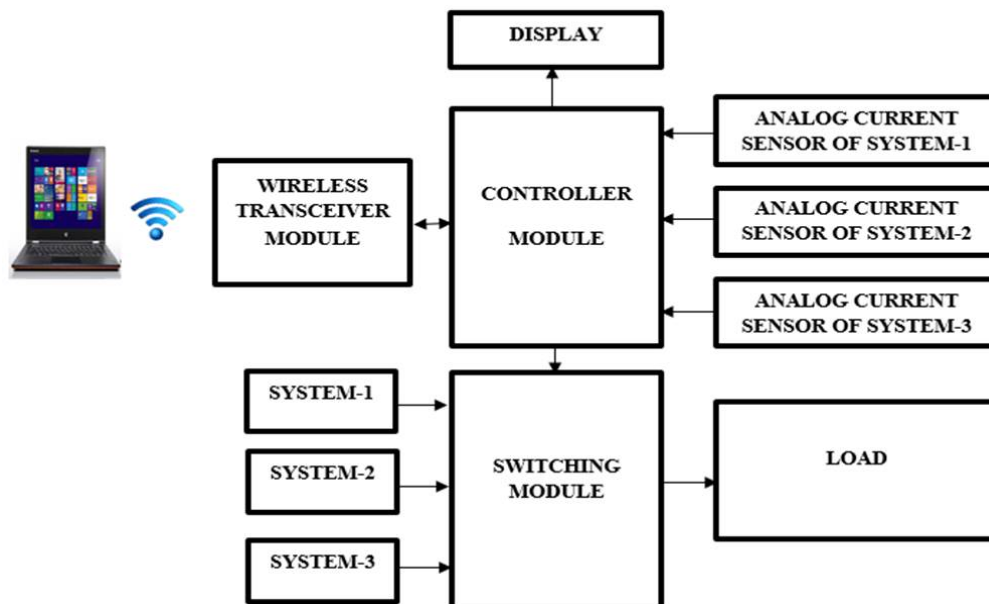 DISPLAY
ANALOG CURRENT
SENSOR OF SYSTEM-1
WIRELESS
TRANSCEIVER
MODULE
CONTROLLER
MODULE
ANALOG CURRENT
SENSOR OF SYSTEM-2
ANALOG CURRENT
SENSOR OF SYSTEM-3
SYSTEM-1
SYSTEM-2
SYSTEM-3
SWITCHING
MODULE
LOAD